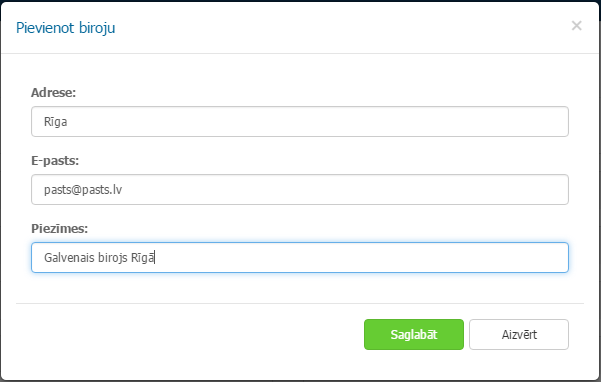 Pievienot biroju
×
Adrese:
Rīga
E-pasts:
pasts@pasts.lv
Piezīmes:
Galvenais birojs Rīgā
Saglabāt
Aizvērt